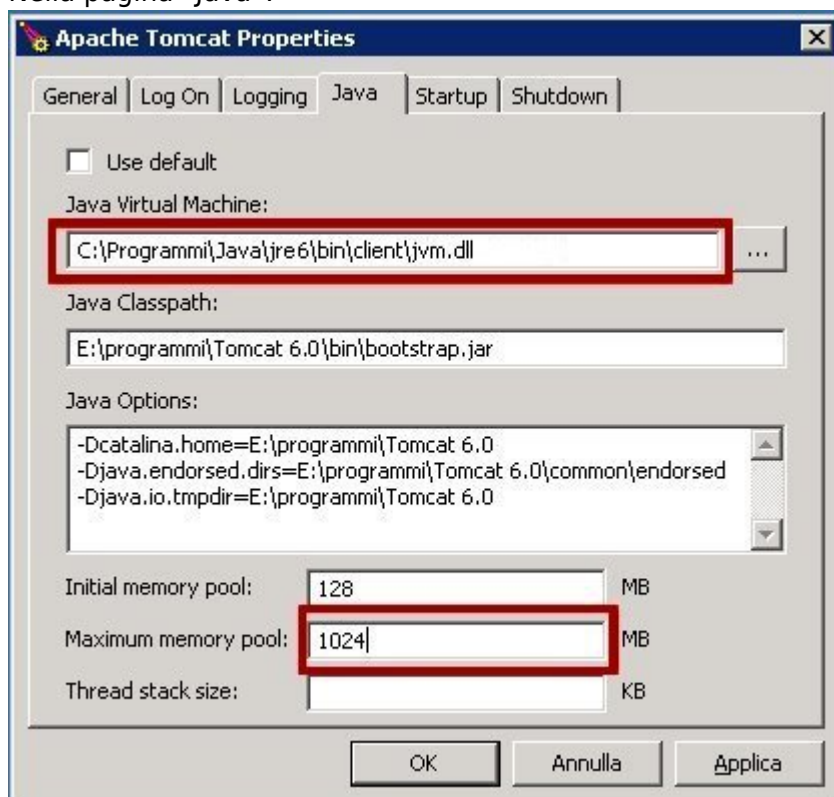 Nella pagina "Java":
Apache Tomcat Properties
General Log On Logging Java Startup Shutdown
Use default
Java Virtual Machine:
C:\Programmi\Java\jre6\bin\client\jvm.dll ...
Java Classpath:
E:\programmi\Tomcat 6.0\bin\bootstrap.jar
Java Options:
-Dcatalina.home=E:\programmi\Tomcat 6.0
-Djava.endorsed.dirs=E:\programmi\Tomcat 6.0\common\endorsed
-Djava.io.tmpdir=E:\programmi\Tomcat 6.0
Initial memory pool: 128 MB
Maximum memory pool: 1024 MB
Thread stack size: KB
OK Annulla Applica